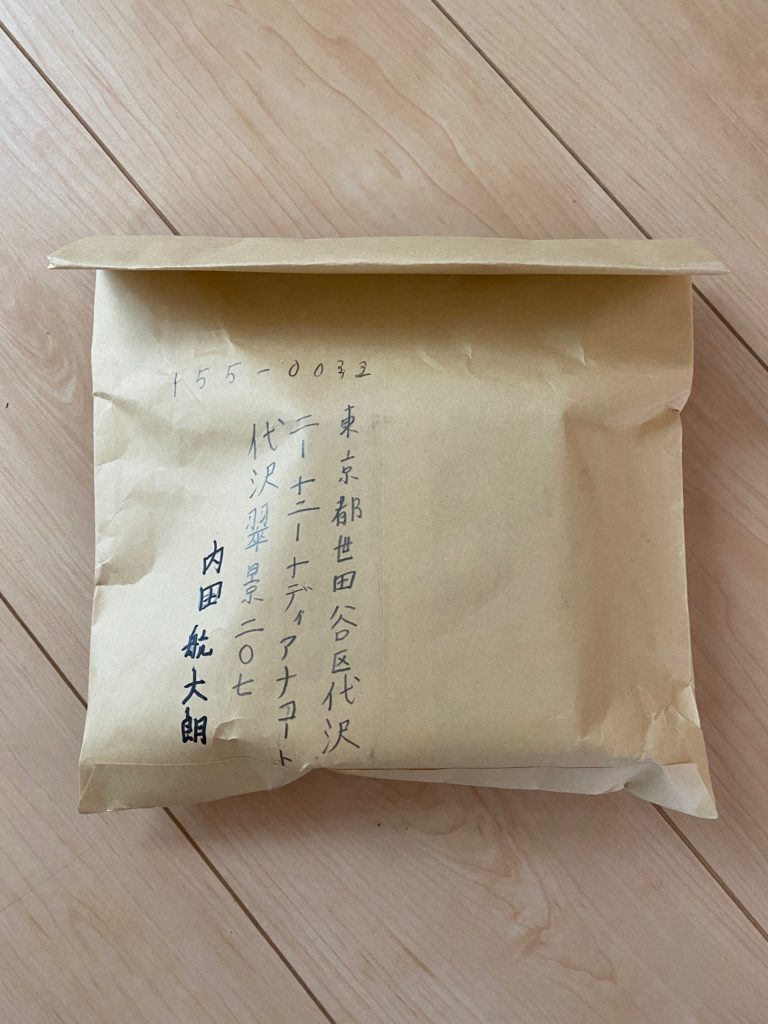 155-0032
東京都世田谷区代沢
二ー十二ー十ディアナコート
代沢翠景二〇七
内田航大朗